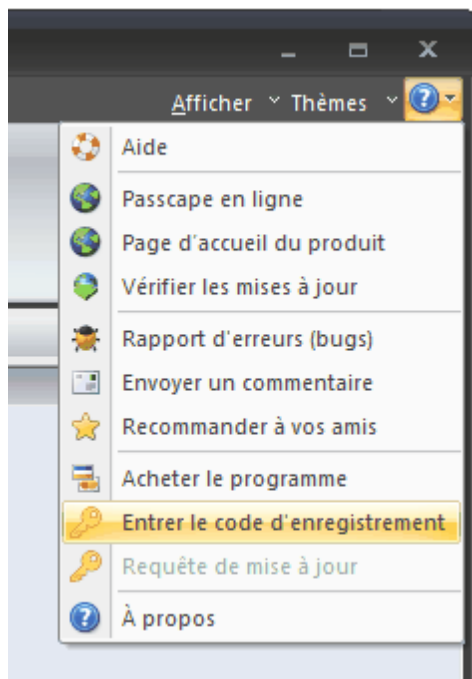 Afficher Thèmes
Aide
Passcape en ligne
Page d'accueil du produit
Vérifier les mises à jour
Rapport d'erreurs (bugs)
Envoyer un commentaire
Recommander à vos amis
Acheter le programme
Entrer le code d'enregistrement
Requête de mise à jour
À propos